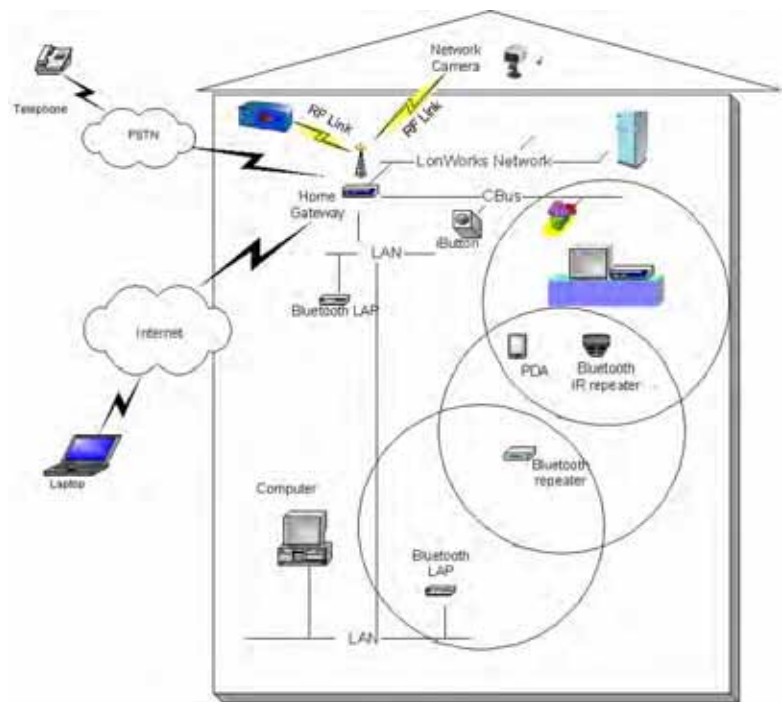 Network
Camera
Telephone
PSTN
RF Link
RF Link
LonWorks Network
Home
Gateway
CBus
iButton
LAN
Bluetooth LAP
Internet
PDA
Bluetooth
IR repeater
Bluetooth
repeater
Laptop
Computer
Bluetooth
LAP
LAN